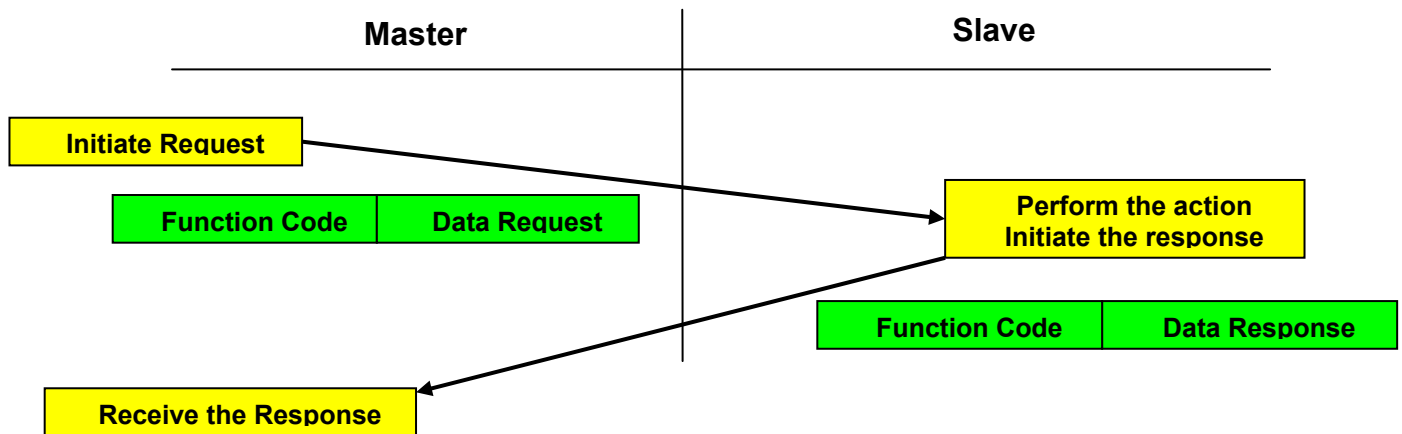 Master
Slave
Initiate Request
Function Code
Data Request
Perform the action
Initiate the response
Function Code
Data Response
Receive the Response